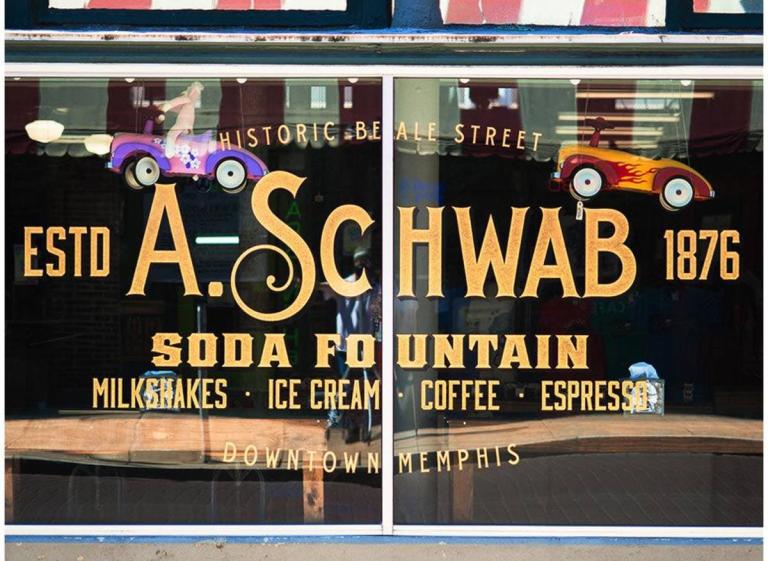 HISTORIC BEALE STREET
ESTD A. SCHWAB 1876
SODA FOUNTAIN
MILKSHAKES · ICE CREAM · COFFEE · ESPRESSO
DOWNTOWN MEMPHIS